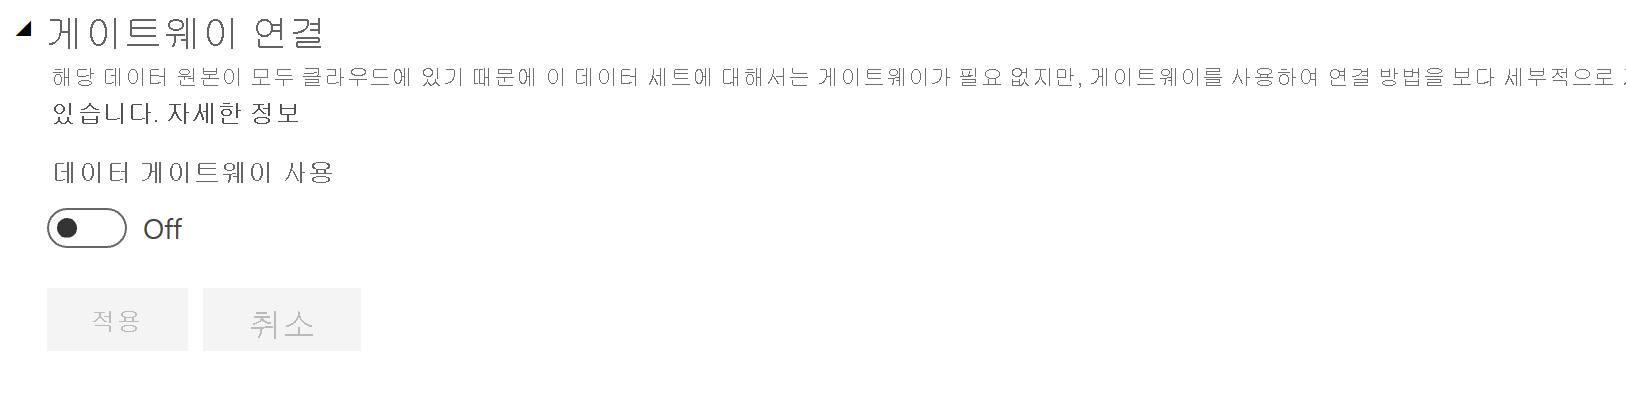 게이트웨이 연결
해당 데이터 원본이 모두 클라우드에 있기 때문에 이 데이터 세트에 대해서는 게이트웨이가 필요 없지만, 게이트웨이를 사용하여 연결 방법을 보다 세부적으로
있습니다. 자세한 정보
데이터 게이트웨이 사용
Off
적용 취소